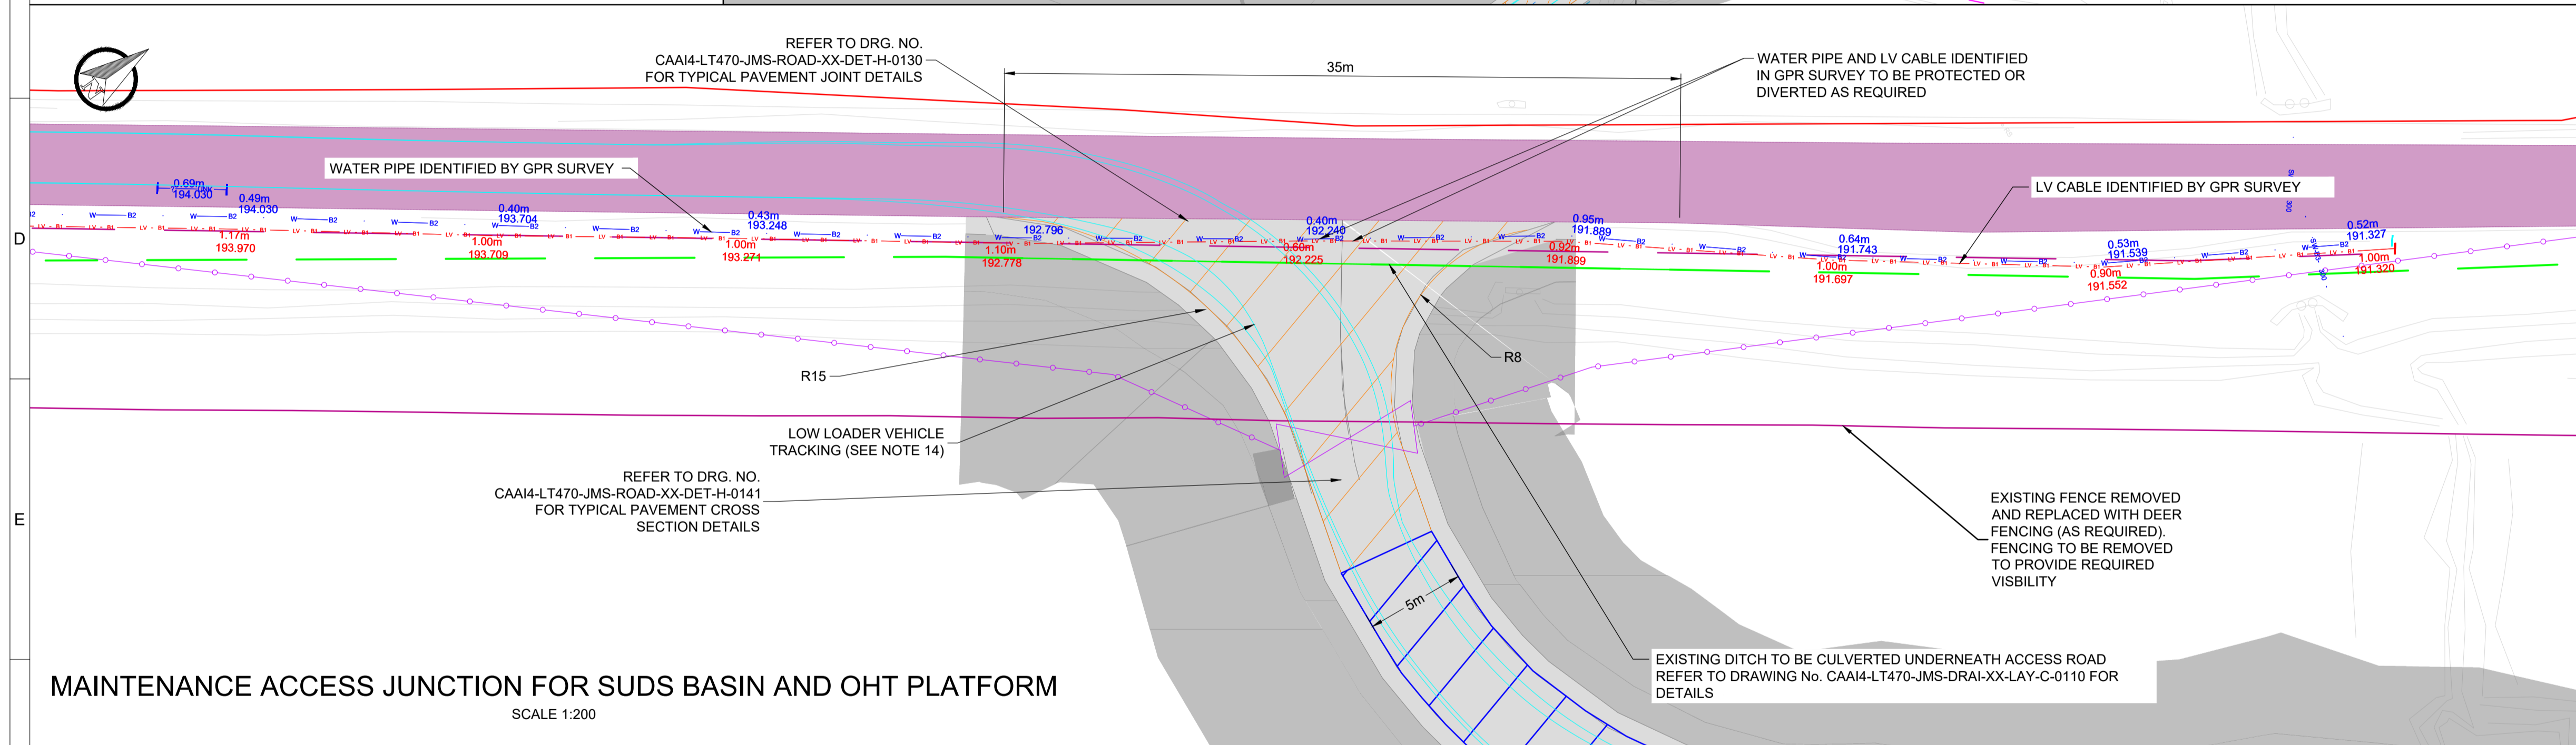 REFER TO DRG. NO.
CAAI4-LT470-JMS-ROAD-XX-DET-H-0130
FOR TYPICAL PAVEMENT JOINT DETAILS
35m
WATER PIPE AND LV CABLE IDENTIFIED
IN GPR SURVEY TO BE PROTECTED OR
DIVERTED AS REQUIRED
WATER PIPE IDENTIFIED BY GPR SURVEY
LV CABLE IDENTIFIED BY GPR SURVEY
0.69m
194.030
0.49m
194.030
0.40m
193.704
0.43m
193.248
192.796
0.40m
192.240
0.95m
191.889
0.64m
191.743
0.53m
191.539
0.52m
191.327
1.17m
193.970
1.00m
193.709
1.00m
193.271
1.10m
192.778
0.60m
192.225
0.92m
191.899
1.00m
191.697
0.90m
191.552
1.00m
191.320
300
D
R15
R8
LOW LOADER VEHICLE
TRACKING (SEE NOTE 14)
REFER TO DRG. NO.
CAAI4-LT470-JMS-ROAD-XX-DET-H-0141
FOR TYPICAL PAVEMENT CROSS
SECTION DETAILS
E
EXISTING FENCE REMOVED
AND REPLACED WITH DEER
FENCING (AS REQUIRED).
FENCING TO BE REMOVED
TO PROVIDE REQUIRED
VISBILITY
5m
EXISTING DITCH TO BE CULVERTED UNDERNEATH ACCESS ROAD
REFER TO DRAWING No. CAAI4-LT470-JMS-DRAI-XX-LAY-C-0110 FOR
DETAILS
MAINTENANCE ACCESS JUNCTION FOR SUDS BASIN AND OHT PLATFORM
SCALE 1:200